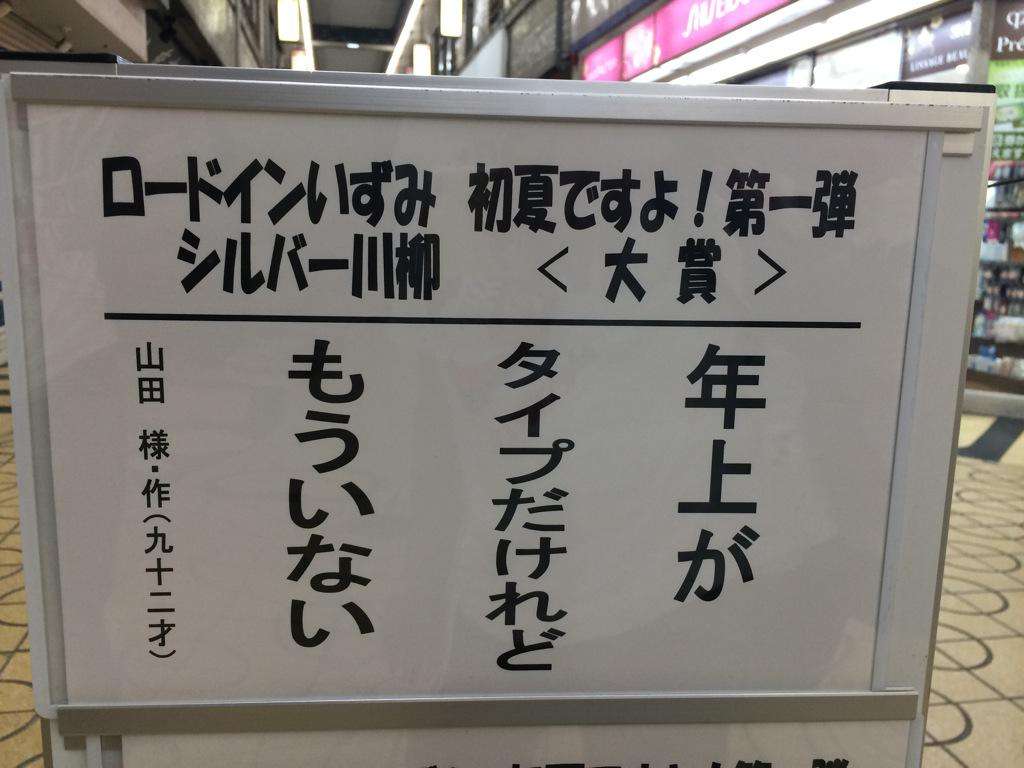 ロードインいずみ 初夏ですよ!第一弾
シルバー川柳 <大賞>
年上が
タイプだけれど
もういない
山田 様・作(九十二才)